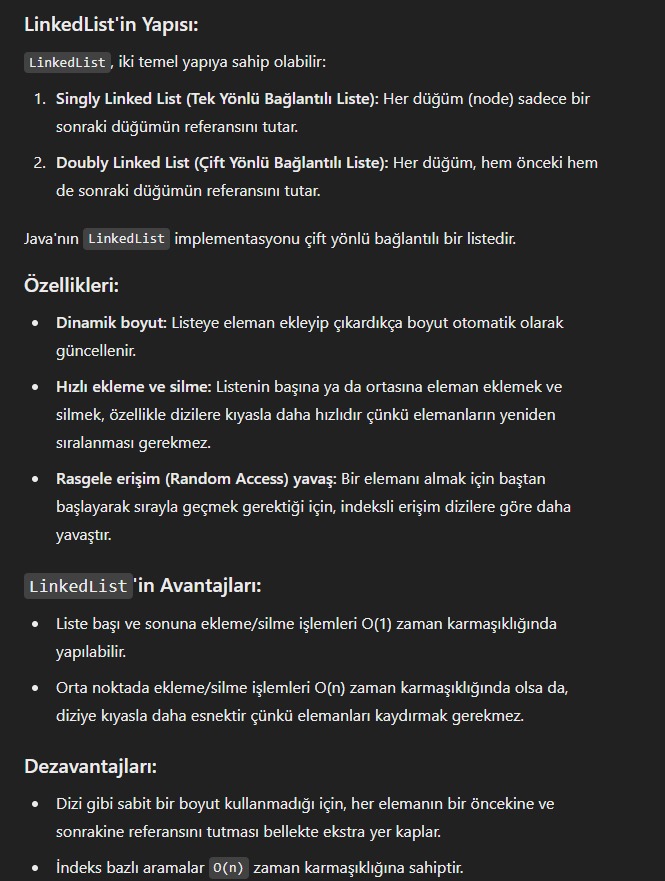 LinkedList'in Yapısı:
LinkedList, iki temel yapıya sahip olabilir:
1. Singly Linked List (Tek Yönlü Bağlantılı Liste): Her düğüm (node) sadece bir
sonraki düğümün referansını tutar.
2. Doubly Linked List (Çift Yönlü Bağlantılı Liste): Her düğüm, hem önceki hem
de sonraki düğümün referansını tutar.
Java'nın LinkedList implementasyonu çift yönlü bağlantılı bir listedir.
Özellikleri:
• Dinamik boyut: Listeye eleman ekleyip çıkardıkça boyut otomatik olarak
güncellenir.
• Hızlı ekleme ve silme: Listenin başına ya da ortasına eleman eklemek ve
silmek, özellikle dizilere kıyasla daha hızlıdır çünkü elemanların yeniden
sıralanması gerekmez.
• Rasgele erişim (Random Access) yavaş: Bir elemanı almak için baştan
başlayarak sırayla geçmek gerektiği için, indeksli erişim dizilere göre daha
yavaştır.
LinkedList'in Avantajları:
• Liste başı ve sonuna ekleme/silme işlemleri O(1) zaman karmaşıklığında
yapılabilir.
• Orta noktada ekleme/silme işlemleri O(n) zaman karmaşıklığında olsa da,
diziye kıyasla daha esnektir çünkü elemanları kaydırmak gerekmez.
Dezavantajları:
• Dizi gibi sabit bir boyut kullanmadığı için, her elemanın bir öncekine ve
sonrakine referansını tutması bellekte ekstra yer kaplar.
• İndeks bazlı aramalar O(n) zaman karmaşıklığına sahiptir.